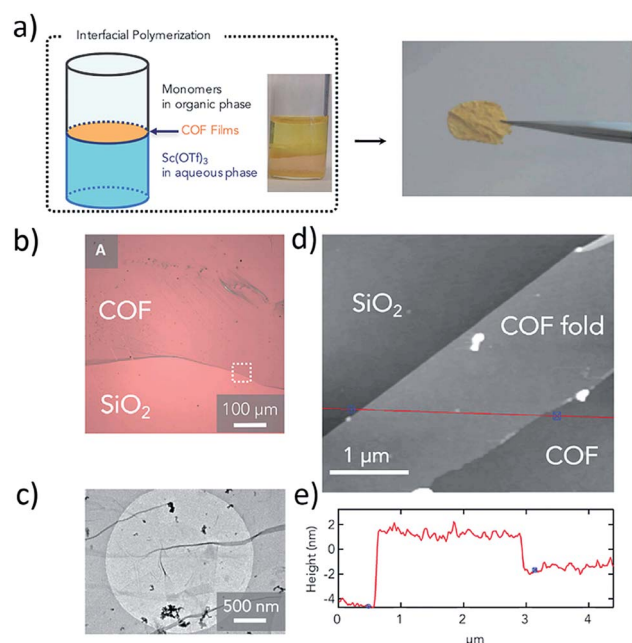 a)
Interfacial Polymerization
Monomers
in organic phase
COF Films
Sc(OTf)₃
in aqueous phase
b)
A
COF
SiO₂
100 µm
d)
SiO₂
COF fold
COF
1 µm
c)
3
500 nm
e)
Height (nm)
2
0
-2
-4
0 1 2 3 4
µm